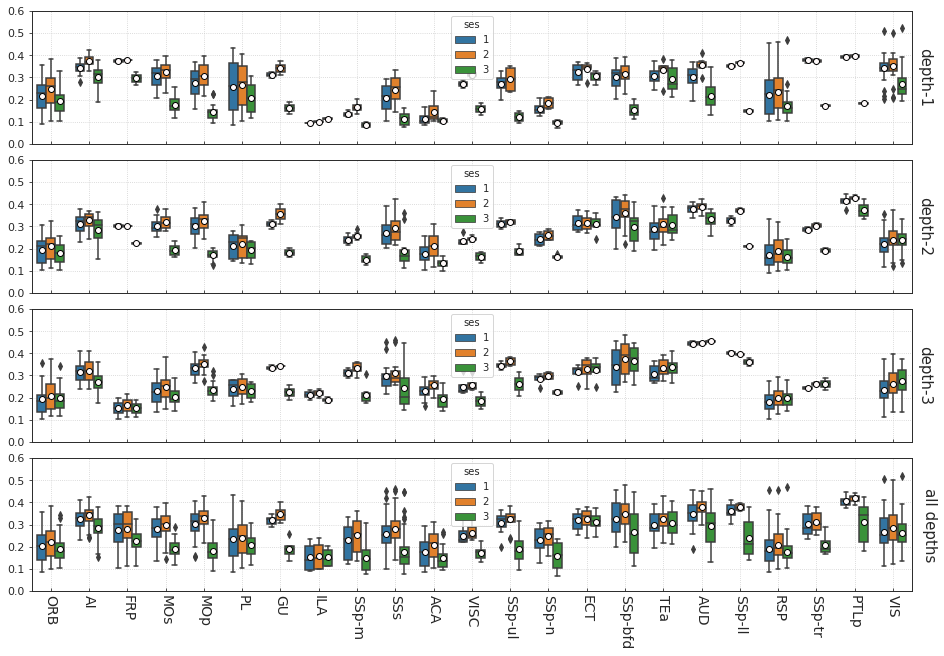 0.6
0.5
0.4
0.3
0.2
0.1
0.0
ses
1
2
3
depth-1
0.6
0.5
0.4
0.3
0.2
0.1
0.0
ses
1
2
3
depth-2
0.6
0.5
0.4
0.3
0.2
0.1
0.0
ses
1
2
3
depth-3
0.6
0.5
0.4
0.3
0.2
0.1
0.0
ses
1
2
3
all depths
ORB
AI
FRP
MOs
MOp
PL
GU
ILA
SSp-m
SSs
ACA
VISC
SSp-ul
SSp-n
ECT
SSp-bfd
TEa
AUD
SSp-ll
RSP
SSp-tr
PTLp
VIS